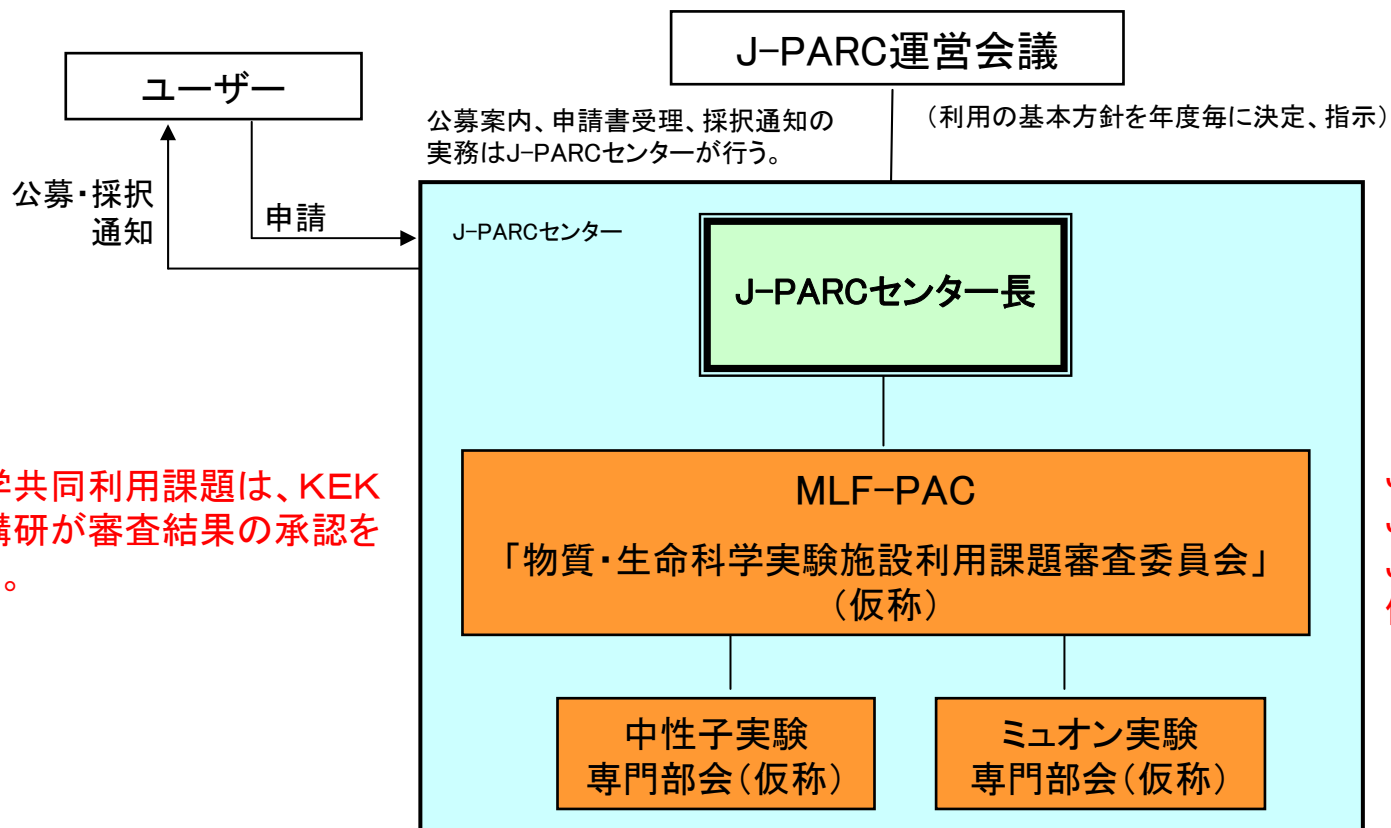 J-PARC運営会議
ユーザー
公募案内、申請書受理、採択通知の
実務はJ-PARCセンターが行う。
（利用の基本方針を年度毎に決定、指示）
公募・採択
通知
申請
J-PARCセンター
J-PARCセンター長
学共同利用課題は、KEK
構研が審査結果の承認を
。
MLF-PAC
「物質・生命科学実験施設利用課題審査委員会」
（仮称）
中性子実験
専門部会（仮称）
ミュオン実験
専門部会（仮称）